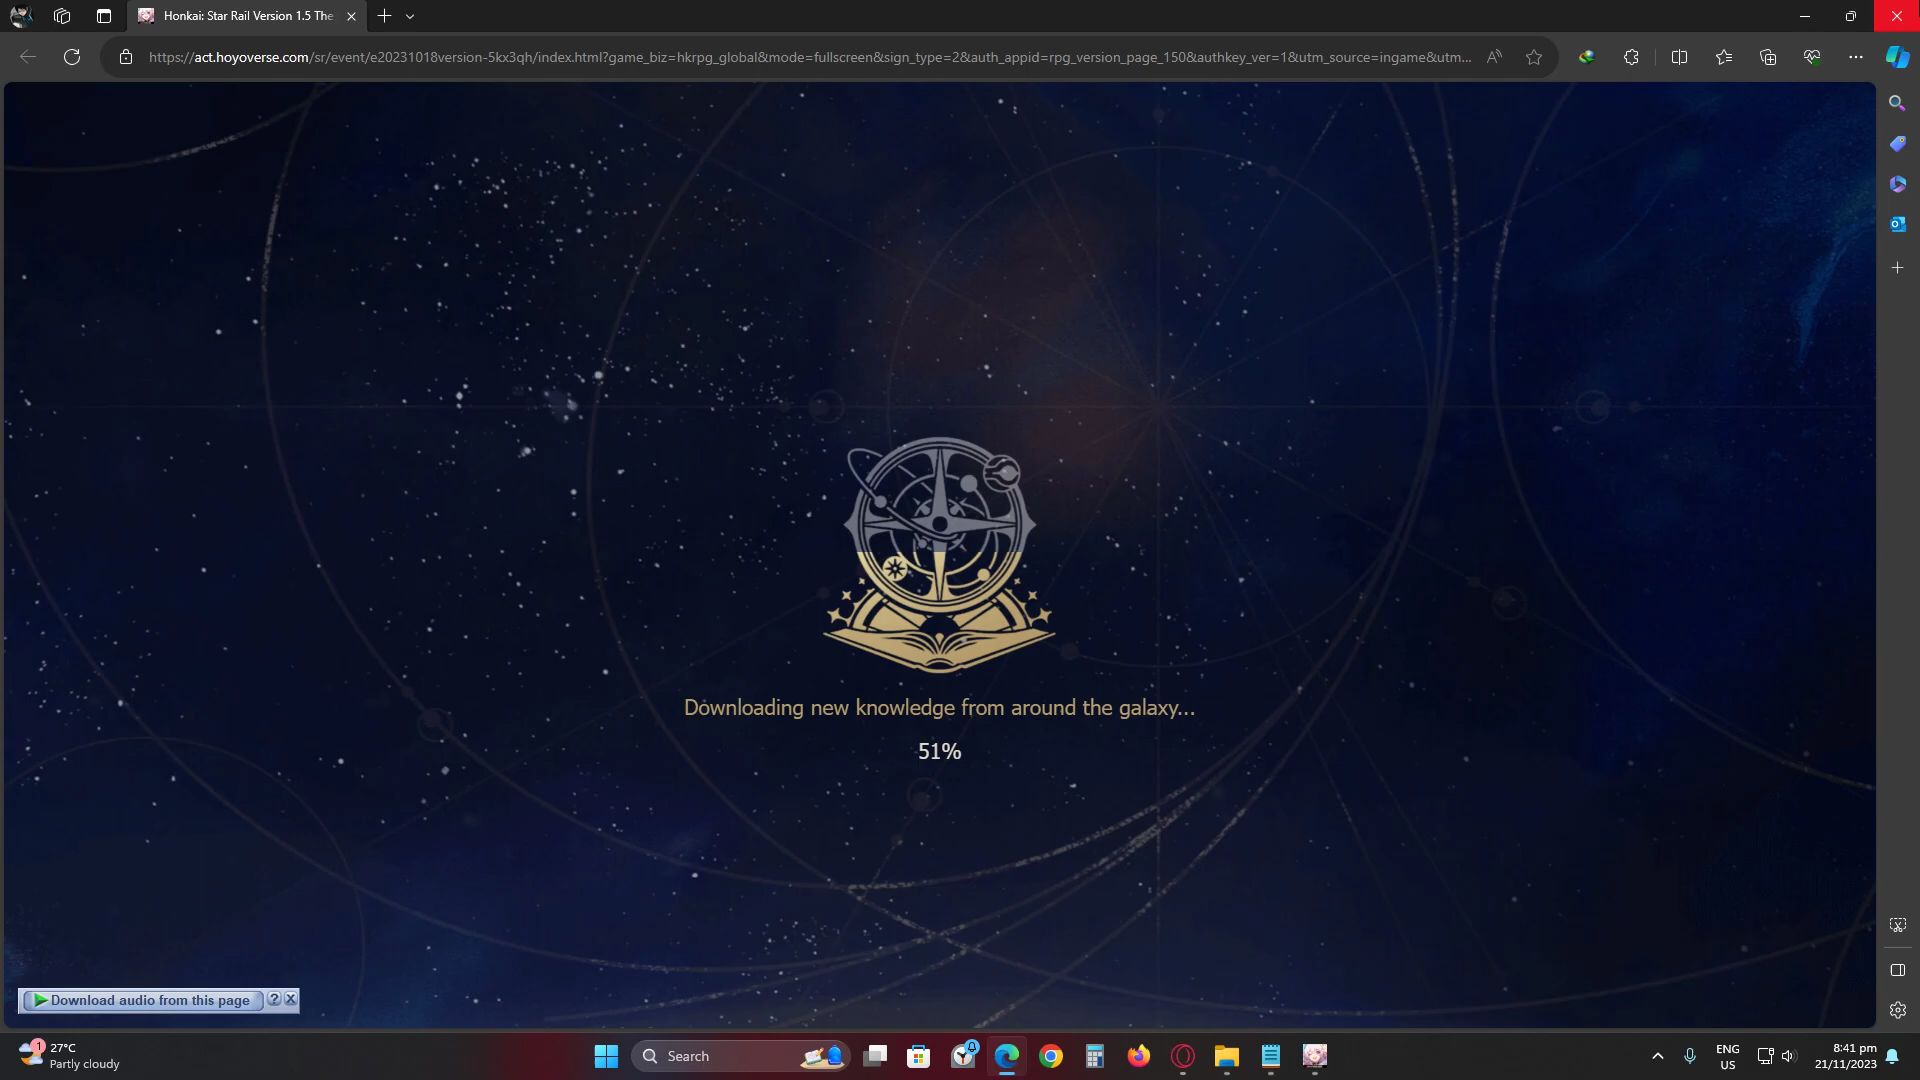 Honkai: Star Rail Version 1.5 The
https://act.hoyoverse.com/sr/event/e20231018version-5kx3qh/index.html?game_biz=hkrpg_global&mode=fullscreen&sign_type=2&auth_appid=rpg_version_page_150&authkey_ver=1&utm_source=ingame&utm...
Downloading new knowledge from around the galaxy...
51%
Download audio from this page
1
27°C
Partly cloudy
Search
ENG
US
8:41 pm
21/11/2023